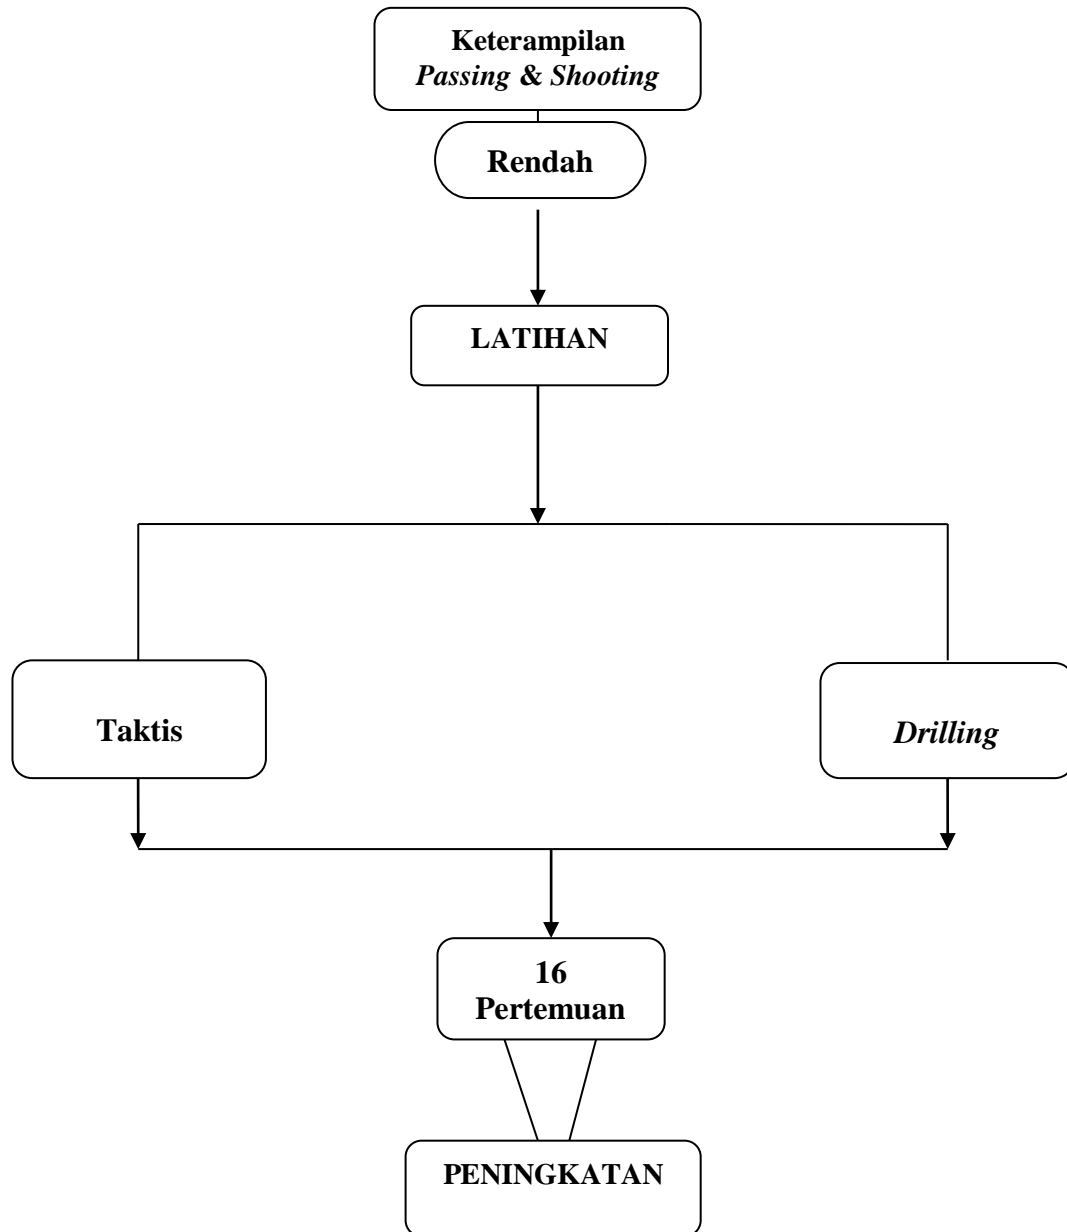 Keterampilan
Passing & Shooting
Rendah
LATIHAN
Taktis
Drilling
16
Pertemuan
PENINGKATAN